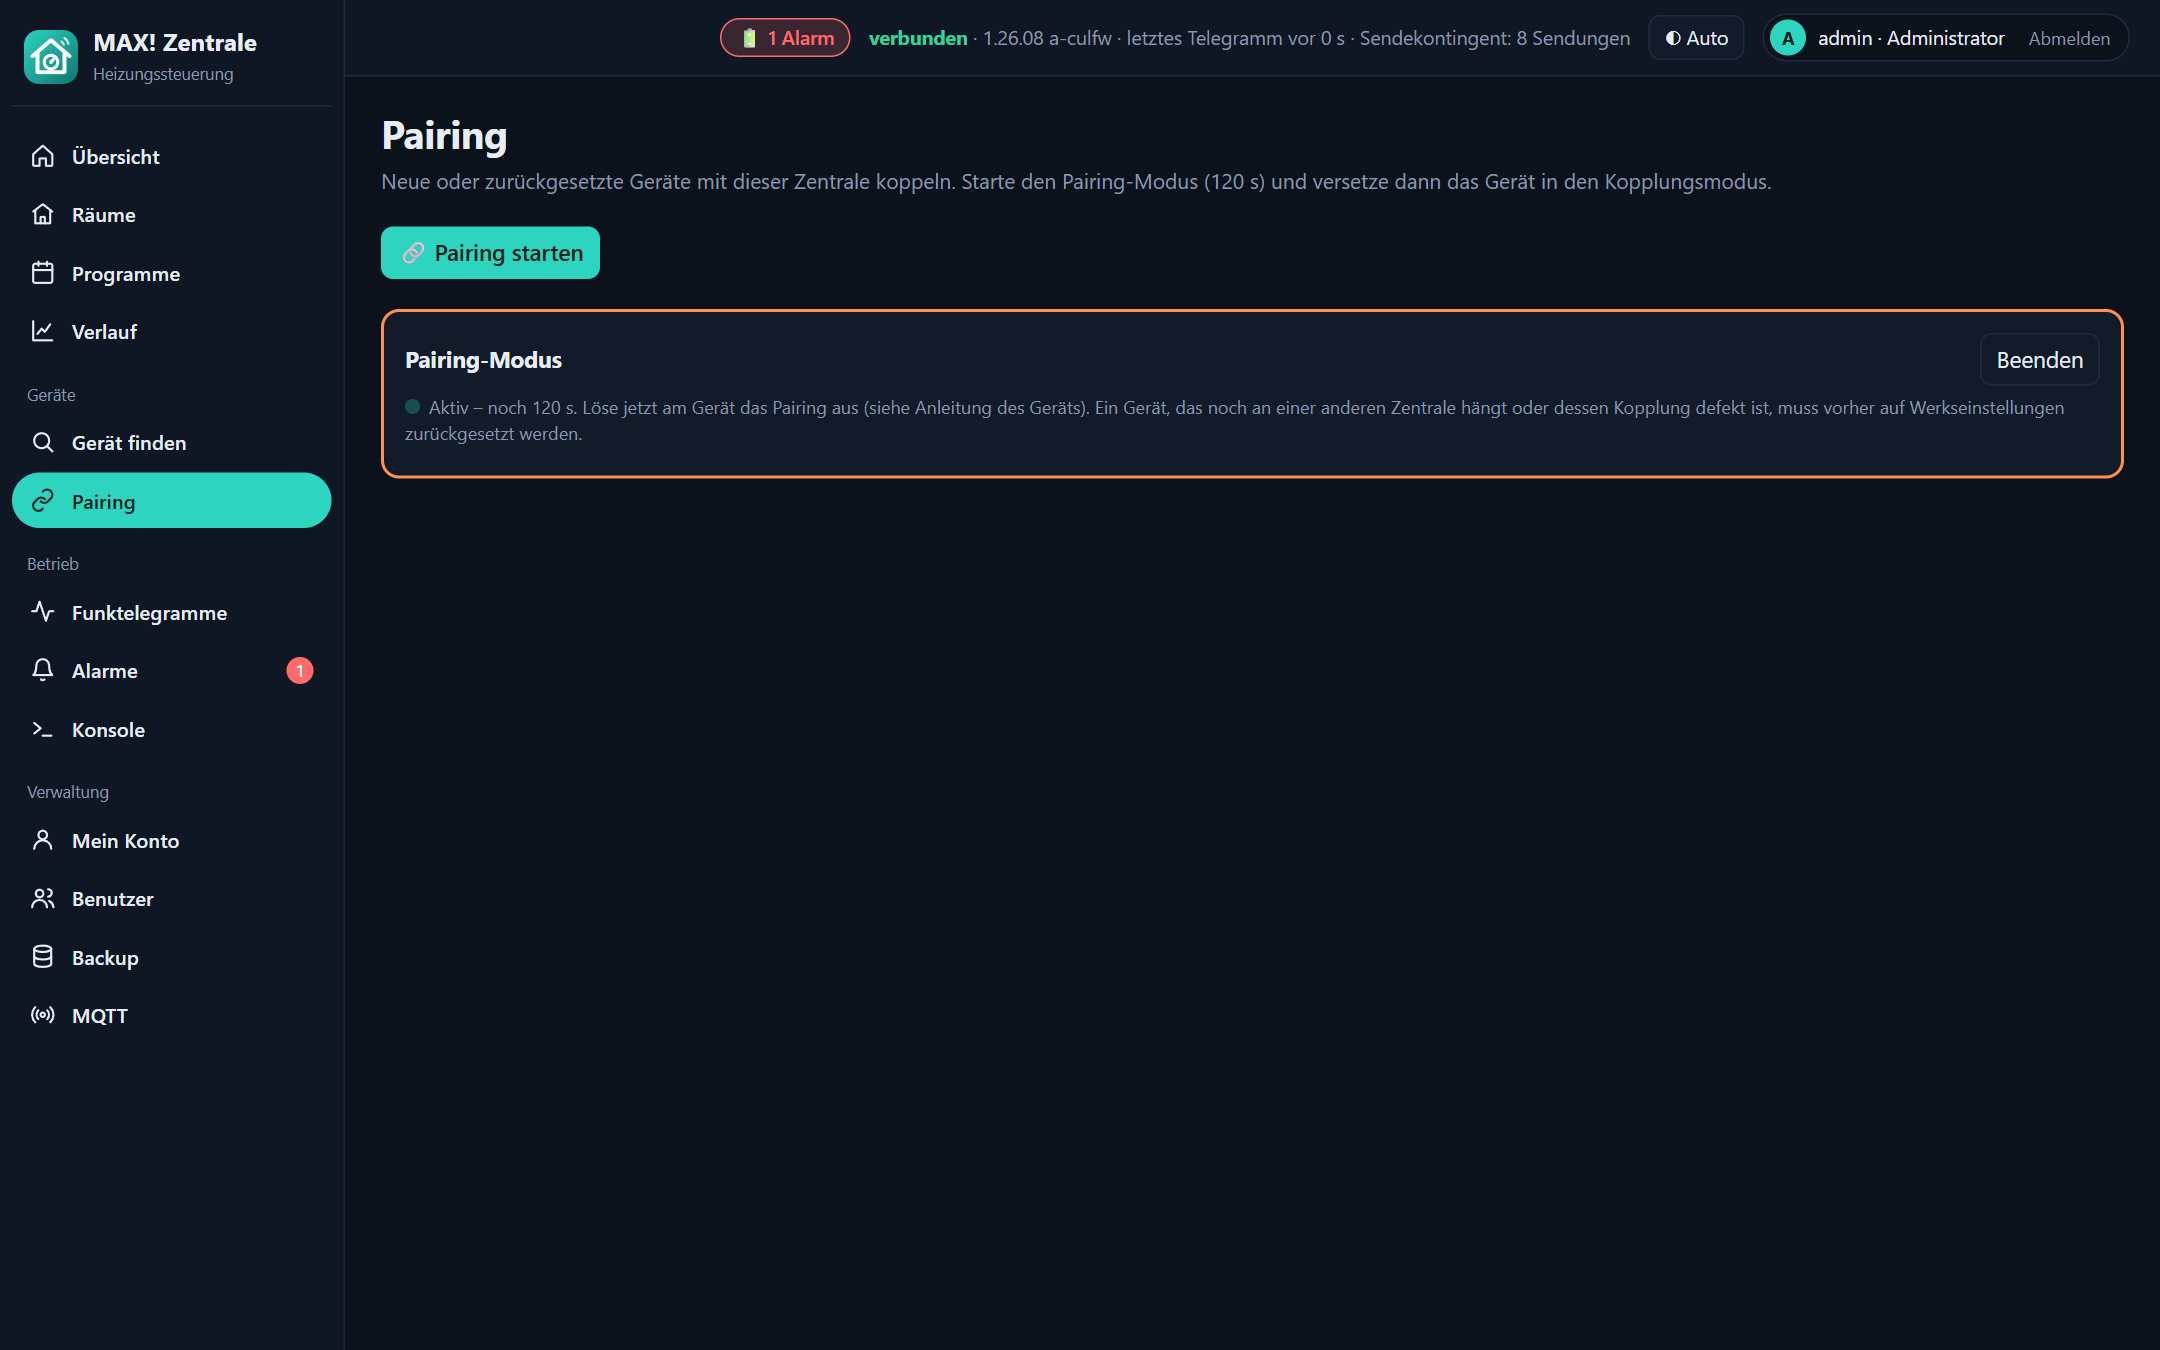 MAX! Zentrale
Heizungssteuerung
1 Alarm
verbunden · 1.26.08 a-culfw · letztes Telegramm vor 0 s · Sendekontingent: 8 Sendungen
Auto
A
admin · Administrator
Abmelden
Übersicht
Räume
Programme
Verlauf
Geräte
Gerät finden
Pairing
Betrieb
Funktelegramme
Alarme
1
Konsole
Verwaltung
Mein Konto
Benutzer
Backup
MQTT
Pairing
Neue oder zurückgesetzte Geräte mit dieser Zentrale koppeln. Starte den Pairing-Modus (120 s) und versetze dann das Gerät in den Kopplungsmodus.
Pairing starten
Pairing-Modus
Beenden
Aktiv – noch 120 s. Löse jetzt am Gerät das Pairing aus (siehe Anleitung des Geräts). Ein Gerät, das noch an einer anderen Zentrale hängt oder dessen Kopplung defekt ist, muss vorher auf Werkseinstellungen
zurückgesetzt werden.